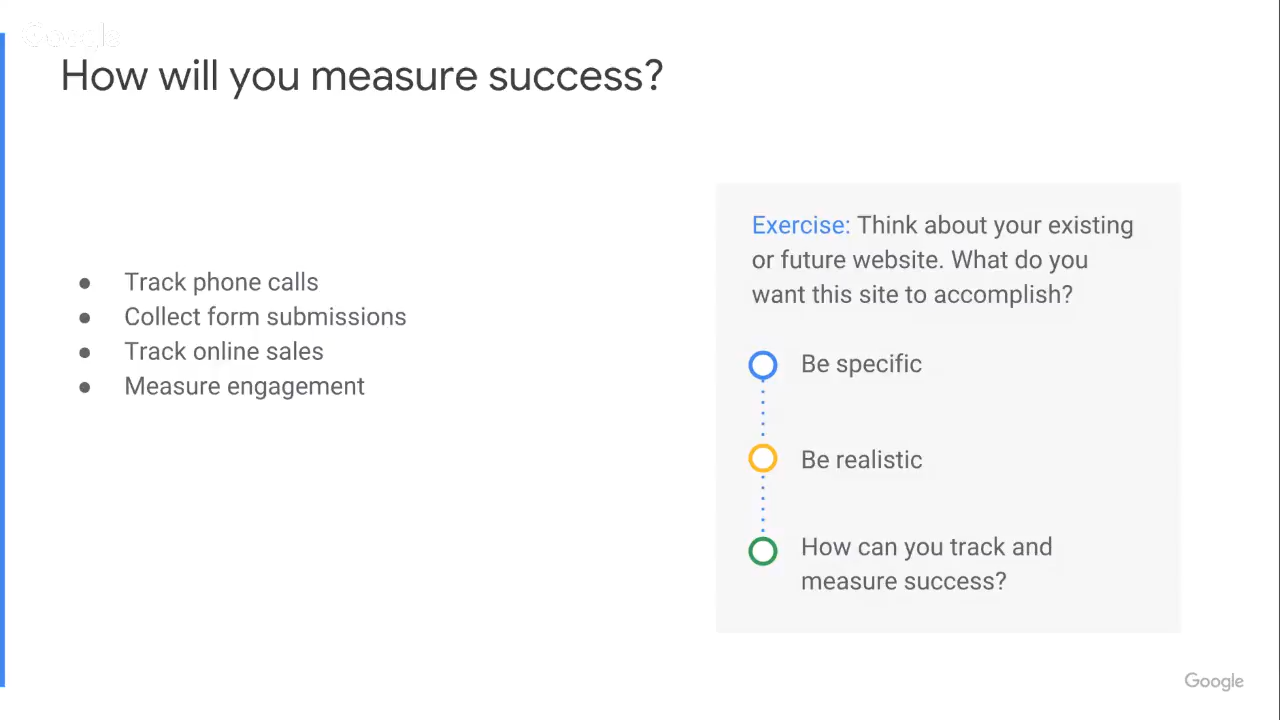 Google
How will you measure success?
● Track phone calls
● Collect form submissions
● Track online sales
● Measure engagement
Exercise: Think about your existing
or future website. What do you
want this site to accomplish?
Be specific
Be realistic
How can you track and
measure success?
Google